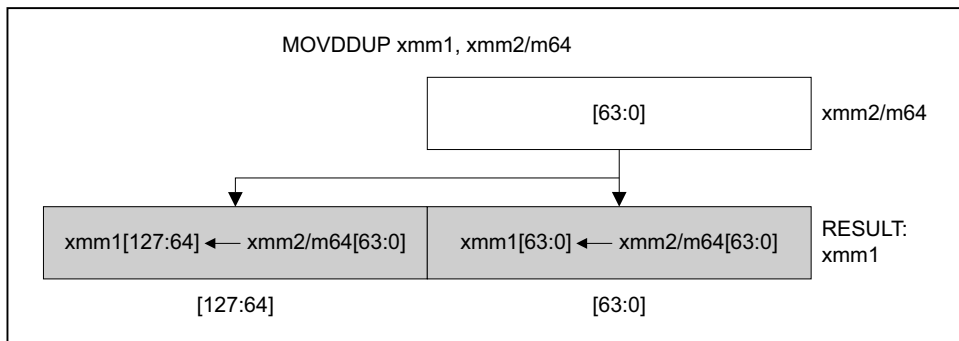 MOVDDUP xmm1, xmm2/m64
[63:0]
xmm2/m64
xmm1[127:64] ← xmm2/m64[63:0]
xmm1[63:0] ← xmm2/m64[63:0]
RESULT:
xmm1
[127:64]
[63:0]